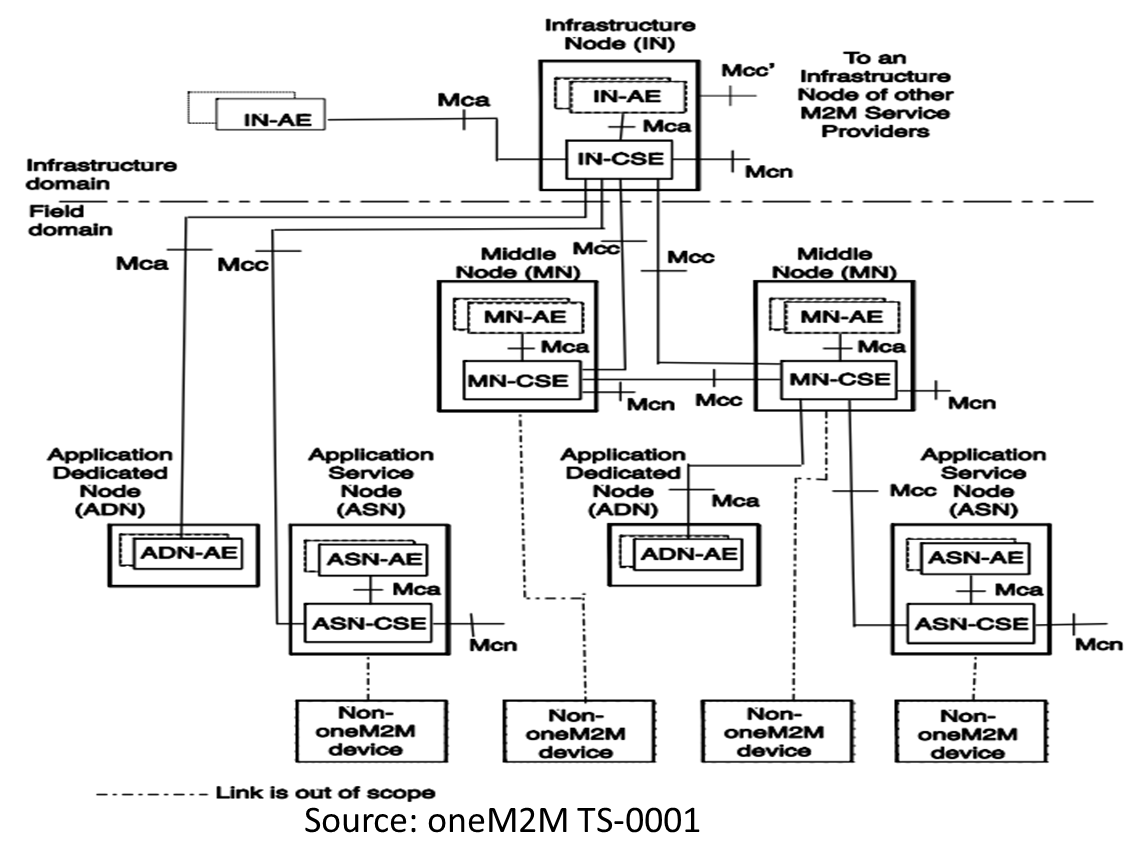 Infrastructure
Node (IN)
To an
Infrastructure
Node of other
M2M Service
Providers
Mcc'
IN-AE
Mca
IN-AE
Mca
IN-CSE
Mcn
Infrastructure
domain
Field
domain
Mca
Mcc
Mcc
Mcc
Middle
Node (MN)
Middle
Node (MN)
MN-AE
Mca
MN-CSE
Mcn
Mcc
MN-AE
Mca
MN-CSE
Mcn
Application
Dedicated
Node
(ADN)
Application
Service
Node
(ASN)
Application
Dedicated
Node
(ADN)
Mca
Mcc
Application
Service
Node
(ASN)
ADN-AE
ASN-AE
Mca
ASN-CSE
Mcn
ADN-AE
ASN-AE
Mca
ASN-CSE
Mcn
Non-
oneM2M
device
Non-
oneM2M
device
Non-
oneM2M
device
Non-
oneM2M
device
Link is out of scope
Source: oneM2M TS-0001